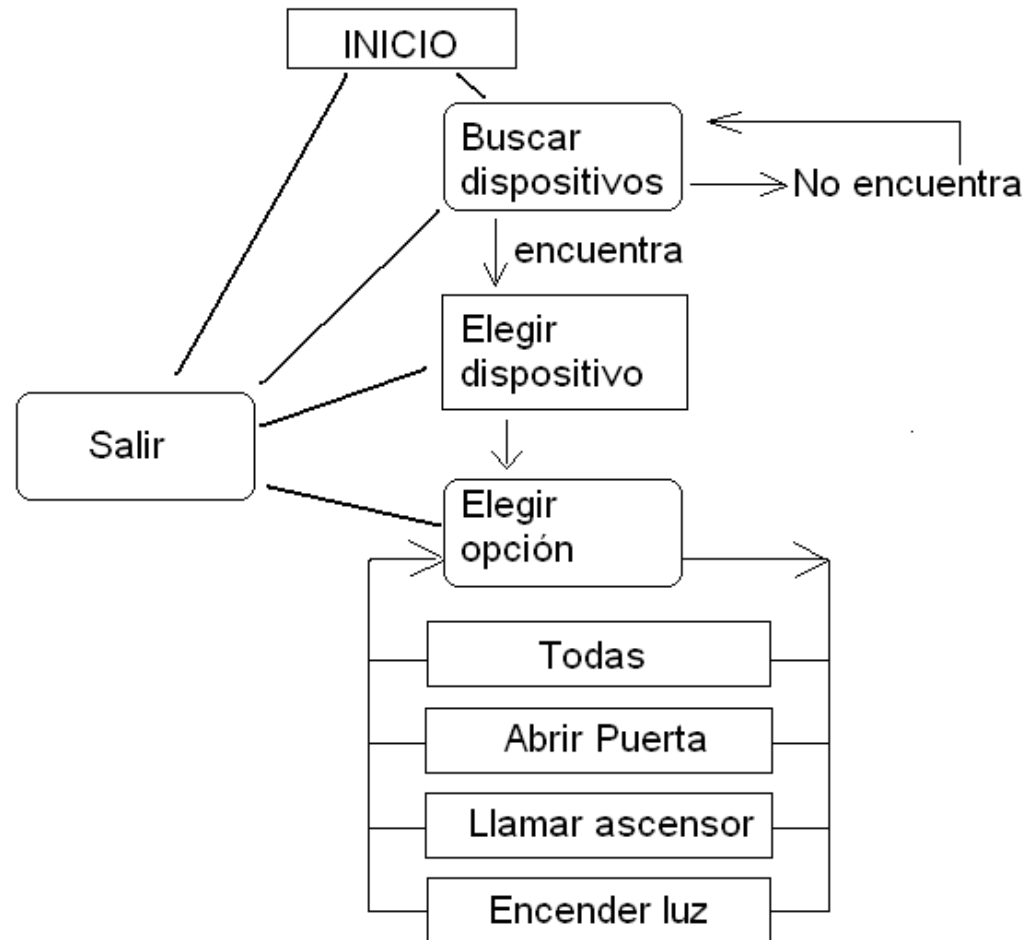 INICIO
Buscar
dispositivos
No encuentra
encuentra
Elegir
dispositivo
Salir
Elegir
opción
Todas
Abrir Puerta
Llamar ascensor
Encender luz